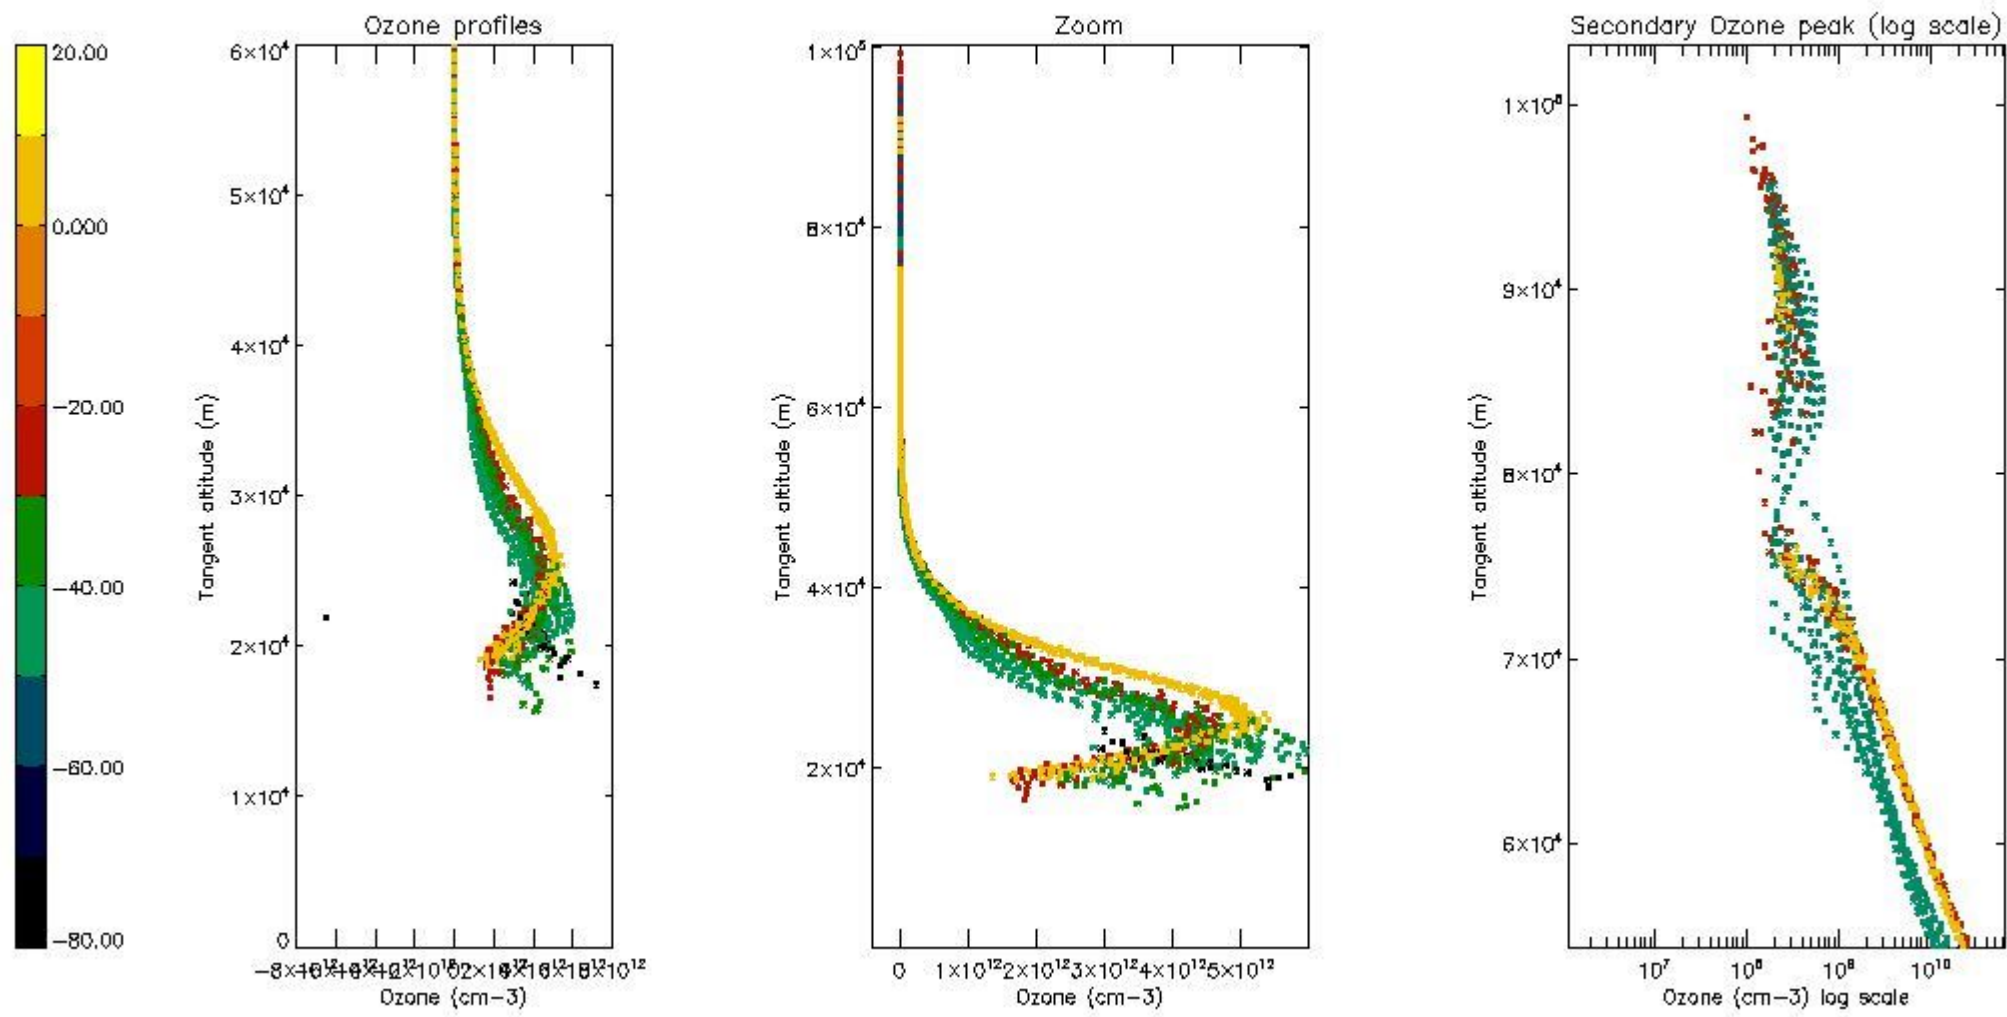 Ozone profiles
Zoom
Secondary Ozone peak (log scale)
20.00
0.000
−20.00
−40.00
−60.00
−80.00
6×10⁴
5×10⁴
4×10⁴
3×10⁴
2×10⁴
1×10⁴
0
Tangent altitude (m)
Ozone (cm−3)
1×10⁵
8×10⁴
6×10⁴
4×10⁴
2×10⁴
Tangent altitude (m)
0 1×10¹² 2×10¹² 3×10¹² 4×10¹² 5×10¹²
Ozone (cm−3)
9×10⁴
8×10⁴
7×10⁴
6×10⁴
Tangent altitude (m)
10⁷ 10⁹ 10¹⁰
Ozone (cm−3) log scale